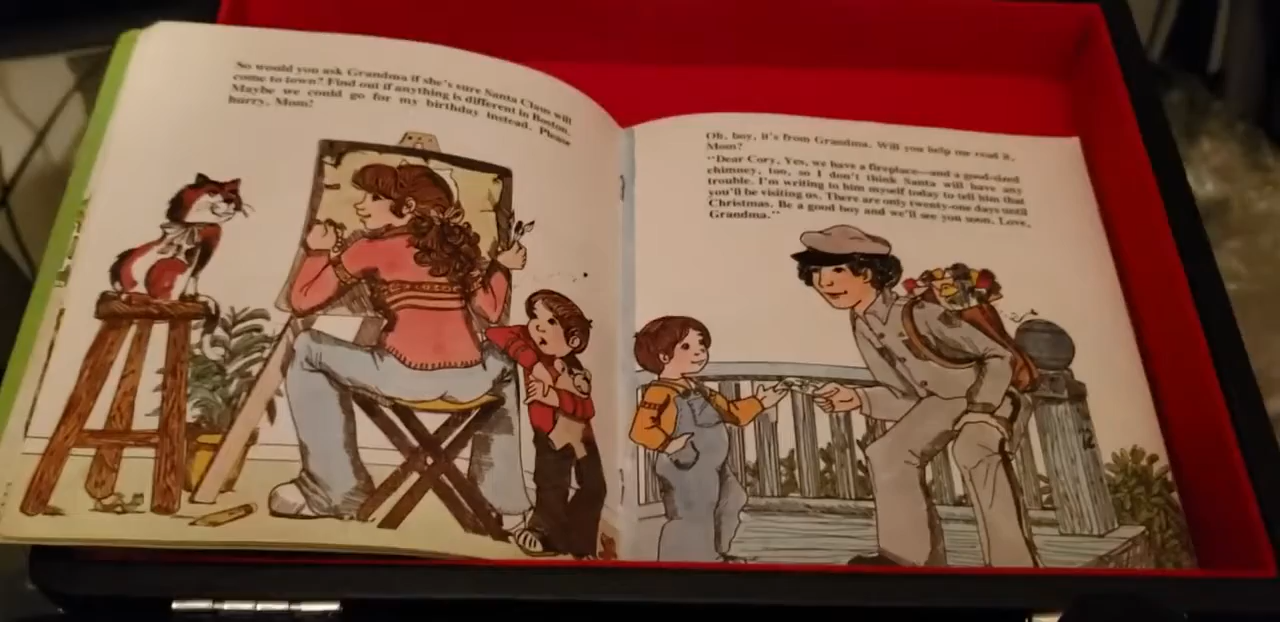 So would you ask Grandma if she's sure Santa Claus will
come to town? Find out if anything is different in Boston.
Maybe we could go for my birthday instead. Please
hurry, Mom!
Oh, boy, it's from Grandma. Will you help me read it,
Mom?
"Dear Cory, Yes, we have a fireplace—and a good-sized
chimney, too, so I don't think Santa will have any
trouble. I'm writing to him myself today to tell him that
you'll be visiting us. There are only twenty-one days until
Christmas. Be a good boy and we'll see you soon. Love,
Grandma."
12